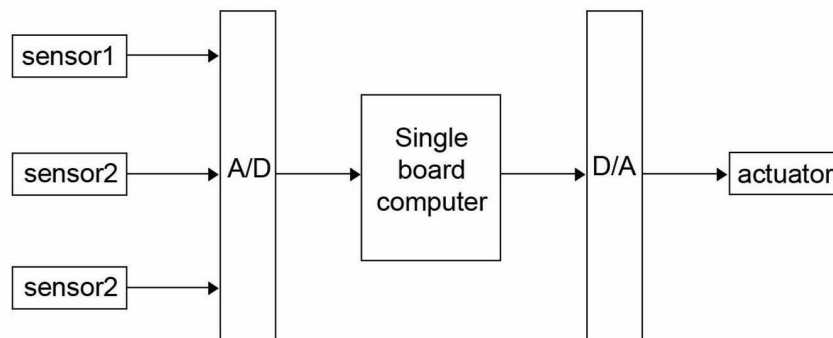 sensor1
sensor2
sensor2
A/D
Single
board
computer
D/A
actuator